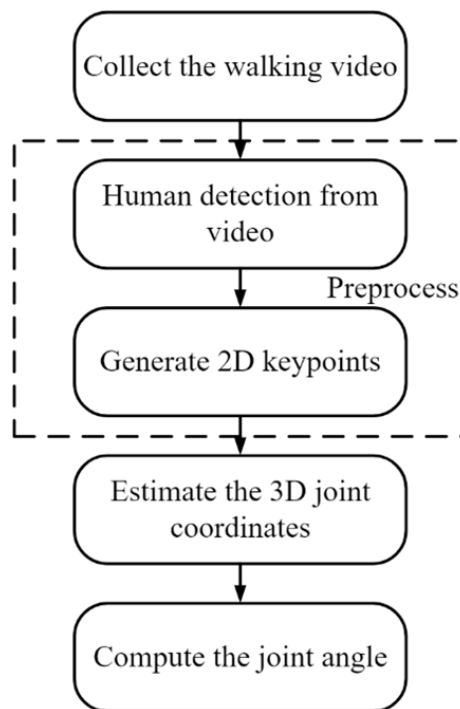 Collect the walking video
Human detection from
video
Preprocess
Generate 2D keypoints
Estimate the 3D joint
coordinates
Compute the joint angle